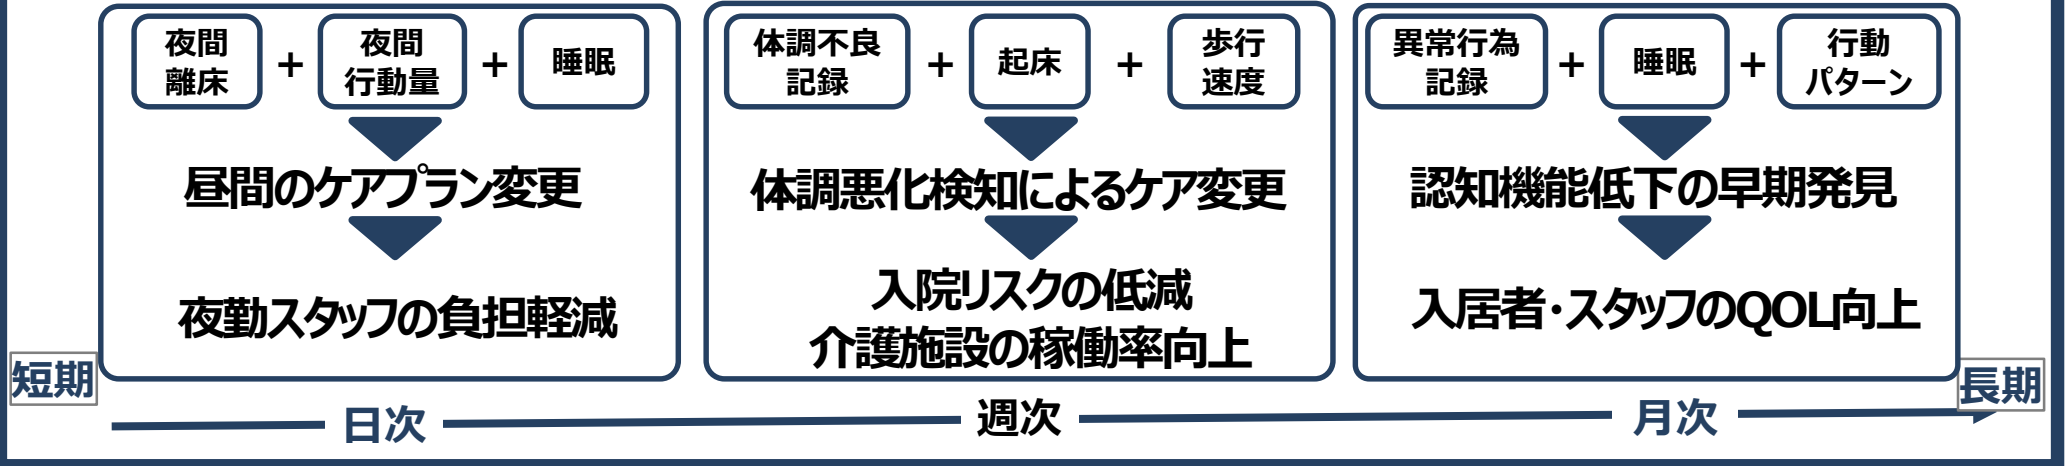 夜間
離床
+
夜間
行動量
+
睡眠
昼間のケアプラン変更
夜勤スタッフの負担軽減
体調不良
記録
+
起床
+
歩行
速度
体調悪化検知によるケア変更
入院リスクの低減
介護施設の稼働率向上
異常行為
記録
+
睡眠
+
行動
パターン
認知機能低下の早期発見
入居者・スタッフのQOL向上
短期
日次
週次
月次
長期